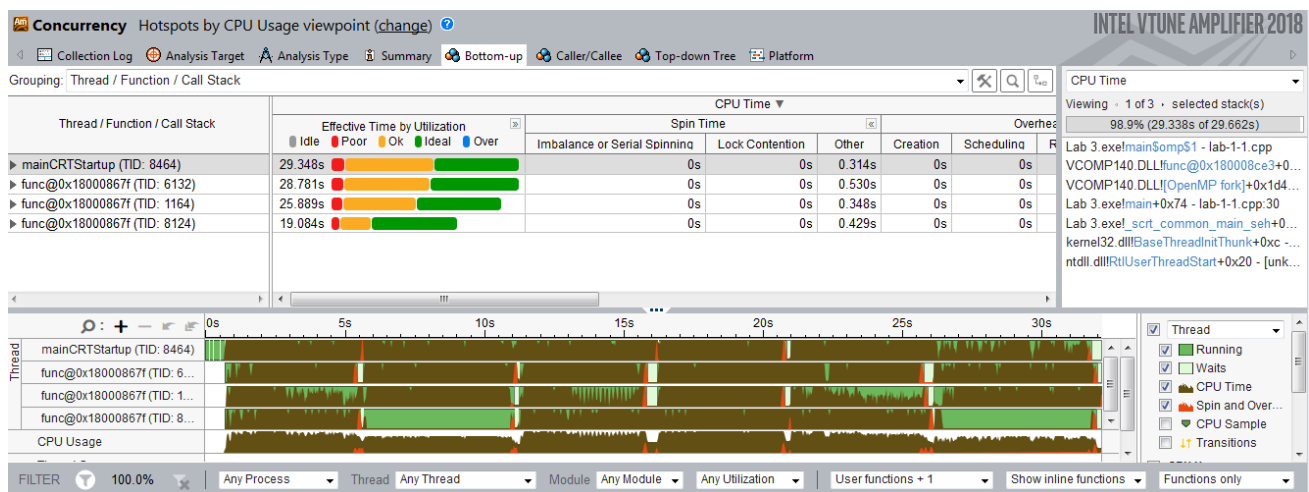 Am Concurrency Hotspots by CPU Usage viewpoint (change) ?
INTEL VTUNE AMPLIFIER 2018
Collection Log Analysis Target Analysis Type Summary Bottom-up Caller/Callee Top-down Tree Platform
Grouping: Thread / Function / Call Stack
CPU Time
Thread / Function / Call Stack
CPU Time ▼
Effective Time by Utilization
Spin Time
Overhea
Idle Poor Ok Ideal Over
Imbalance or Serial Spinning Lock Contention Other Creation Scheduling R
mainCRTStartup (TID: 8464) 29.348s 0s 0s 0.314s 0s 0s
func@0x18000867f (TID: 6132) 28.781s 0s 0s 0.530s 0s 0s
func@0x18000867f (TID: 1164) 25.889s 0s 0s 0.348s 0s 0s
func@0x18000867f (TID: 8124) 19.084s 0s 0s 0.429s 0s 0s
Viewing 1 of 3 selected stack(s)
98.9% (29.338s of 29.662s)
Lab 3.exe!main$omp$1 - lab-1-1.cpp
VCOMP140.DLL!func@0x180008ce3+0...
VCOMP140.DLL![OpenMP fork]+0x1d4...
Lab 3.exe!main+0x74 - lab-1-1.cpp:30
Lab 3.exe!_scrt_common_main_seh+0...
kernel32.dll!BaseThreadInitThunk+0xc -...
ntdll.dll!RtlUserThreadStart+0x20 - [unk...
0s 5s 10s 15s 20s 25s 30s
Thread
mainCRTStartup (TID: 8464)
func@0x18000867f (TID: 6...
func@0x18000867f (TID: 1...
func@0x18000867f (TID: 8...
CPU Usage
Thread
Running
Waits
CPU Time
Spin and Over...
CPU Sample
Transitions
FILTER 100.0% Any Process Thread Any Thread Module Any Module Any Utilization User functions + 1 Show inline functions Functions only